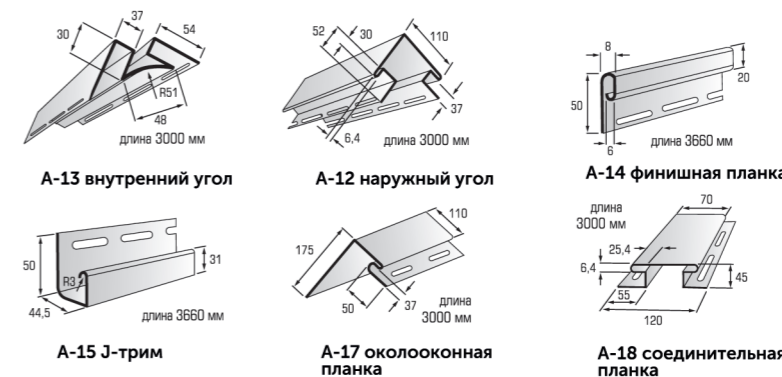 37
30
54
R51
48
длина 3000 мм
А-13 внутренний угол
52
30
110
37
6,4
длина 3000 мм
А-12 наружный угол
8
20
50
6
длина 3660 мм
А-14 финишная планка
50
R3
31
44,5
длина 3660 мм
А-15 J-трим
110
175
50
37
длина
3000 мм
А-17 околооконная
планка
70
длина
3000 мм
25,4
6,4
45
55
120
А-18 соединительная
планка